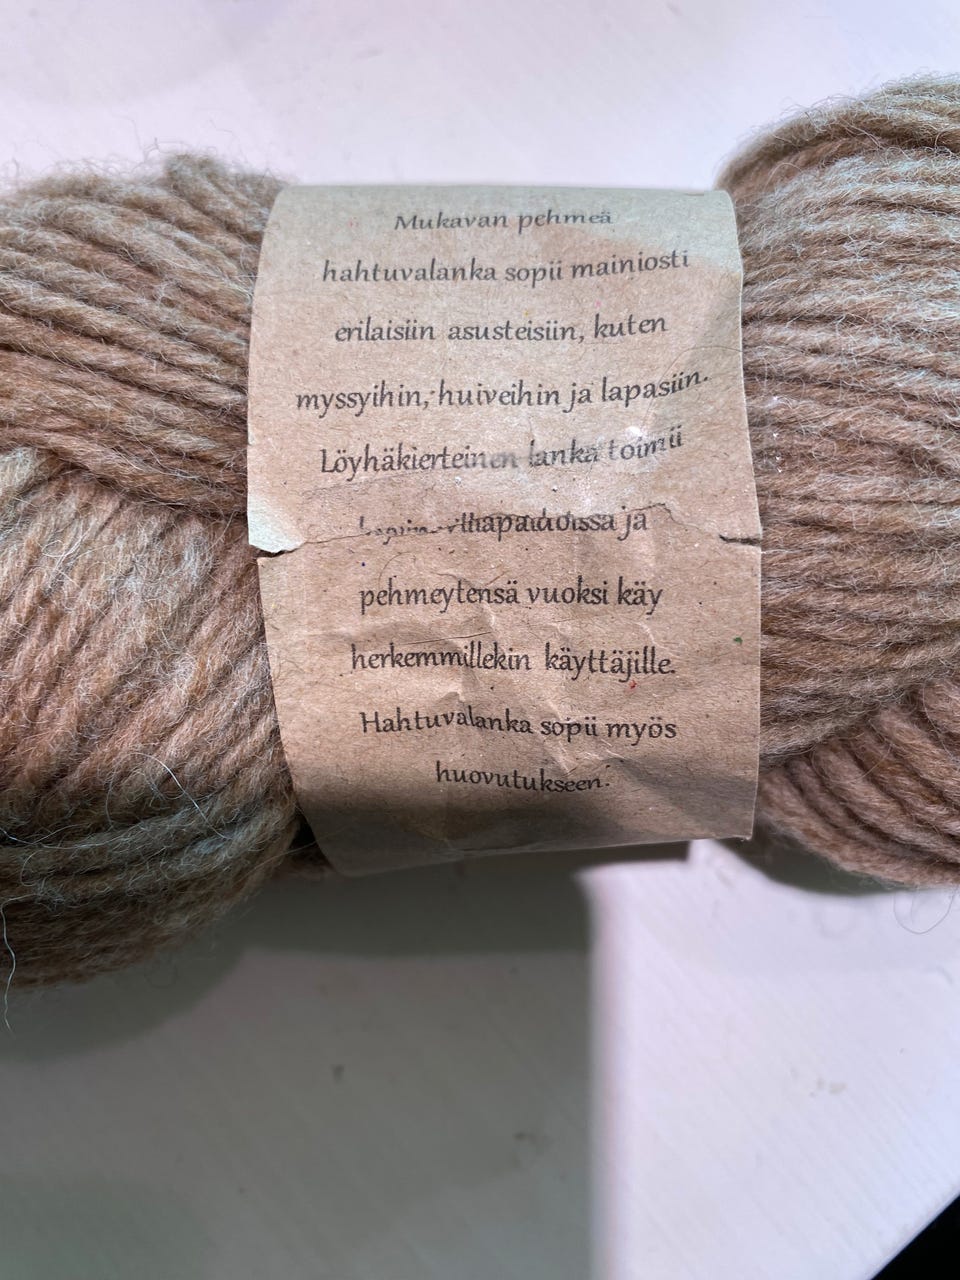 Mukavan pehmeä
hahtuvalanka sopii mainiosti
erilaisiin asusteisiin, kuten
myssyihin, huiveihin ja lapasiin.
Löyhäkierteinen lanka toimii
ja
pehmeytensä vuoksi käy
herkemmillekin käyttäjille.
Hahtuvalanka sopii myös
huovutukseen.